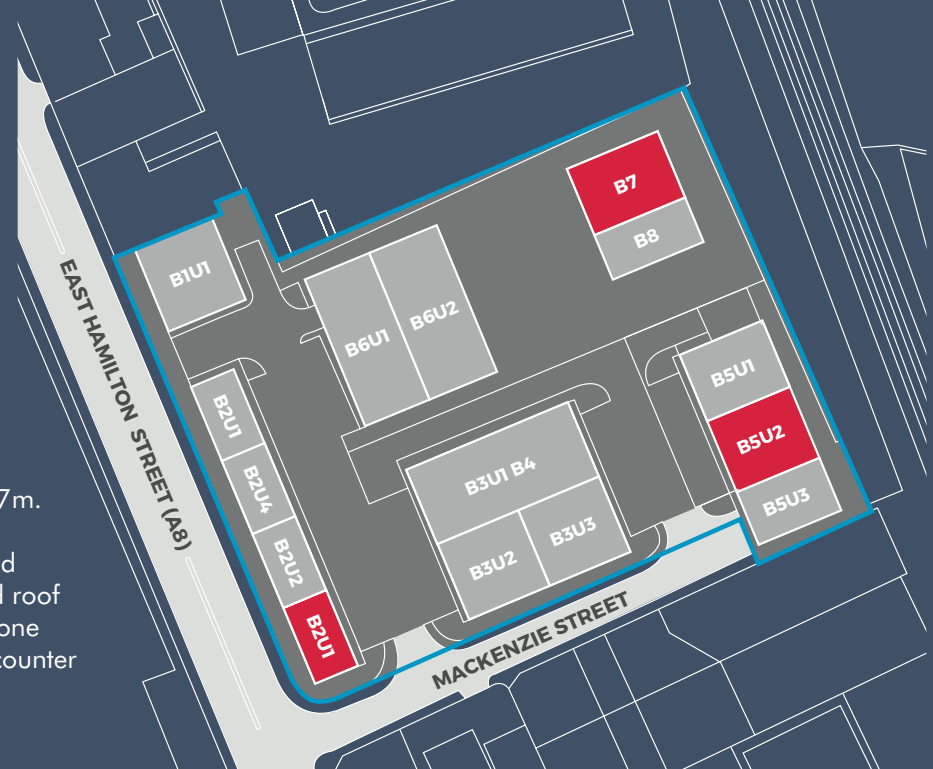 B7
B8
B1U1
B6U1
B6U2
B5U1
B5U2
B5U3
B2U1
B2U4
B2U2
B2U1
B3U1 B4
B3U2
B3U3
EAST HAMILTON STREET (A8)
MACKENZIE STREET
7m.
d
d roof
one
counter